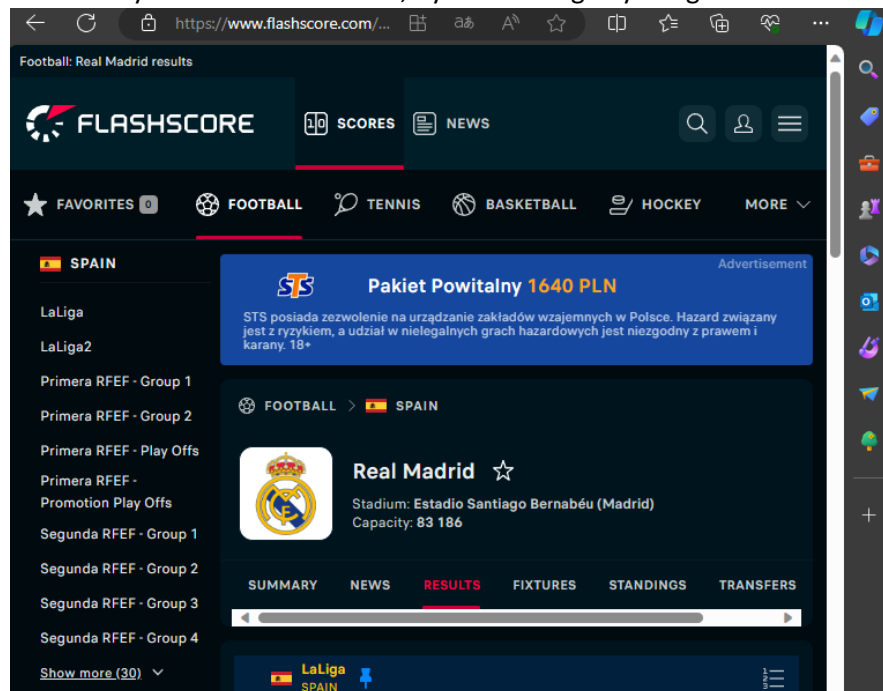 https://www.flashscore.com/...
Football: Real Madrid results
FLASHSCORE
SCORES
NEWS
FAVORITES 0
FOOTBALL
TENNIS
BASKETBALL
HOCKEY
MORE
SPAIN
LaLiga
LaLiga2
Primera RFEF - Group 1
Primera RFEF - Group 2
Primera RFEF - Play Offs
Primera RFEF -
Promotion Play Offs
Segunda RFEF - Group 1
Segunda RFEF - Group 2
Segunda RFEF - Group 3
Segunda RFEF - Group 4
Show more (30)
Advertisement
STS
Pakiet Powitalny 1640 PLN
STS posiada zezwolenie na urządzanie zakładów wzajemnych w Polsce. Hazard związany
jest z ryzykiem, a udział w nielegalnych grach hazardowych jest niezgodny z prawem i
karany. 18+
FOOTBALL > SPAIN
Real Madrid
Stadium: Estadio Santiago Bernabéu (Madrid)
Capacity: 83 186
SUMMARY
NEWS
RESULTS
FIXTURES
STANDINGS
TRANSFERS
LaLiga
SPAIN